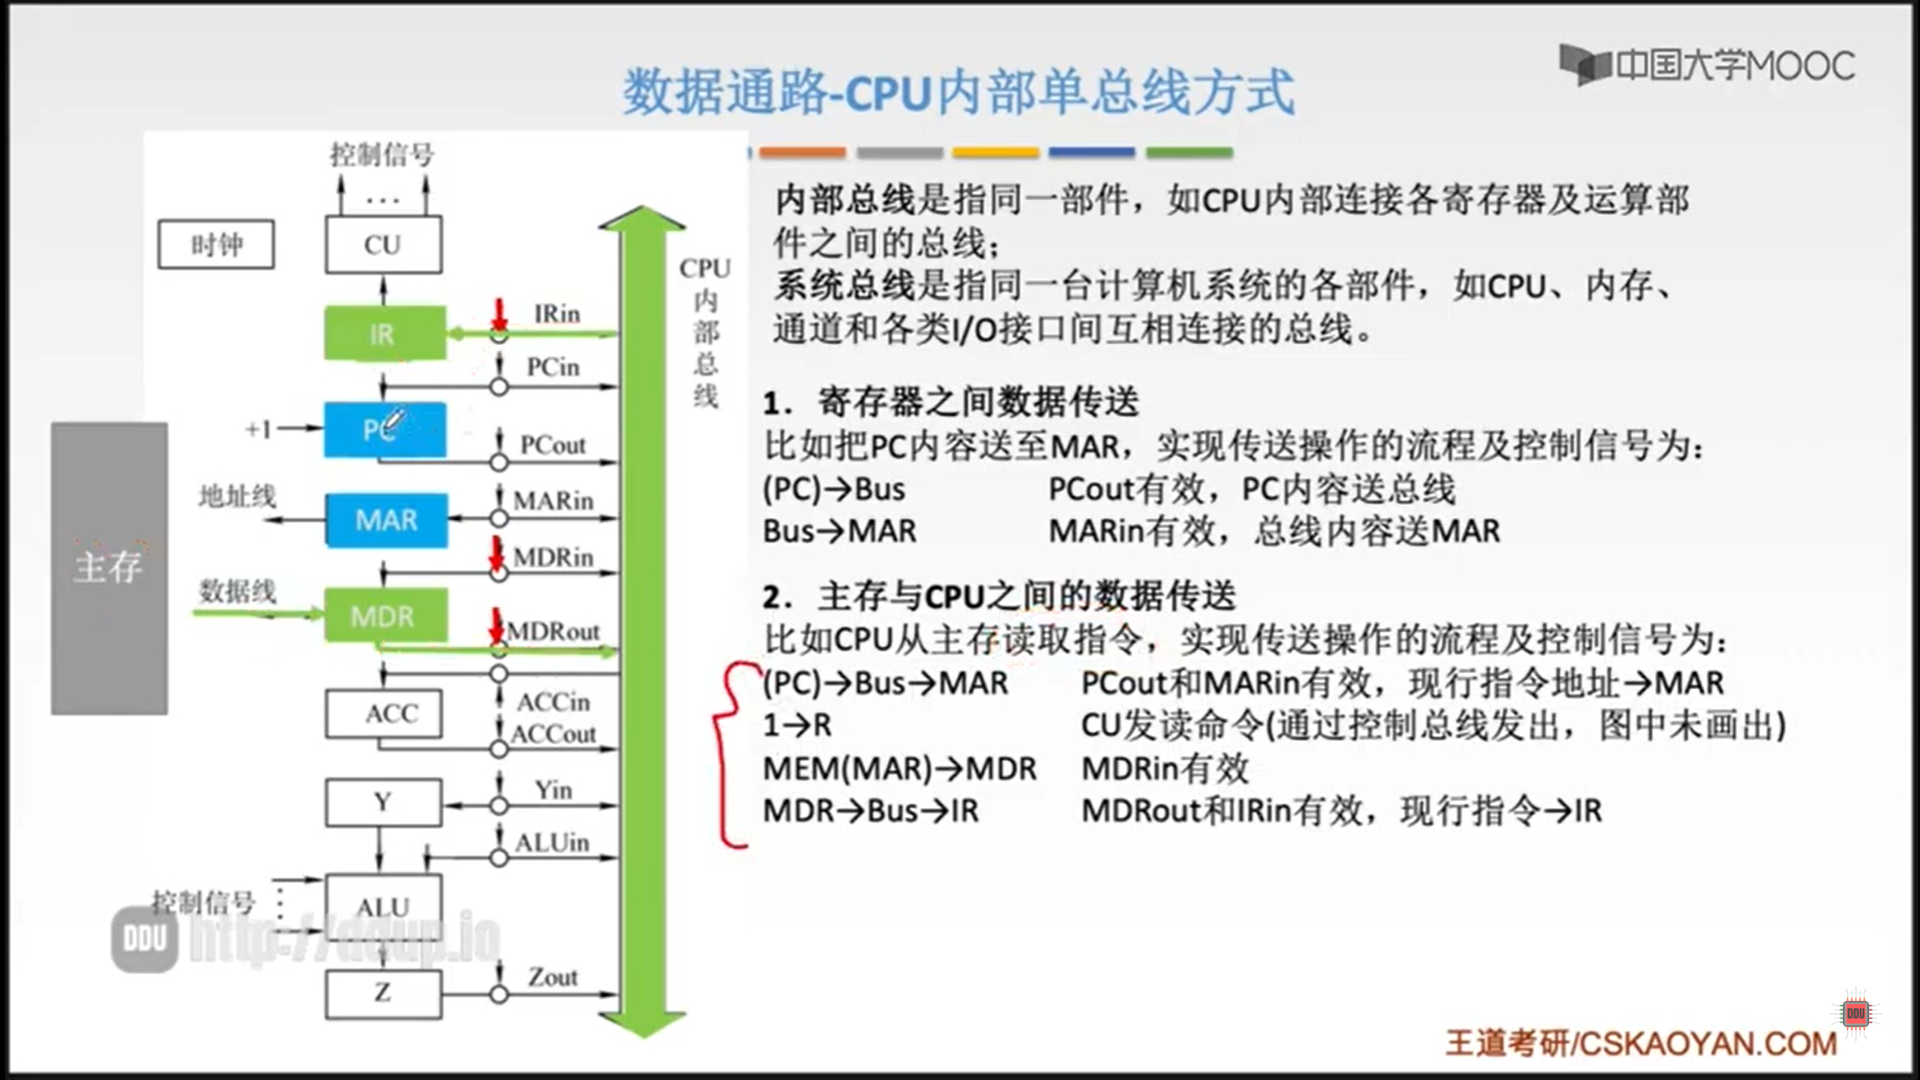 中国大学MOOC
数据通路-CPU内部单总线方式
控制信号
...
时钟
CU
CPU内部总线
IR
IRin
PCin
+1
PC
PCout
地址线
MAR
MARin
主存
MDRin
数据线
MDR
MDRout
ACC
ACCin
ACCout
Y
Yin
ALUin
控制信号
ALU
Z
Zout
内部总线是指同一部件，如CPU内部连接各寄存器及运算部
件之间的总线；
系统总线是指同一台计算机系统的各部件，如CPU、内存、
通道和各类I/O接口间互相连接的总线。
1．寄存器之间数据传送
比如把PC内容送至MAR，实现传送操作的流程及控制信号为：
(PC)→Bus PCout有效，PC内容送总线
Bus→MAR MARin有效，总线内容送MAR
2．主存与CPU之间的数据传送
比如CPU从主存读取指令，实现传送操作的流程及控制信号为：
(PC)→Bus→MAR PCout和MARin有效，现行指令地址→MAR
1→R CU发读命令(通过控制总线发出，图中未画出)
MEM(MAR)→MDR MDRin有效
MDR→Bus→IR MDRout和IRin有效，现行指令→IR
DDU http://ddup.io
DDU
王道考研/CSKAOYAN.COM